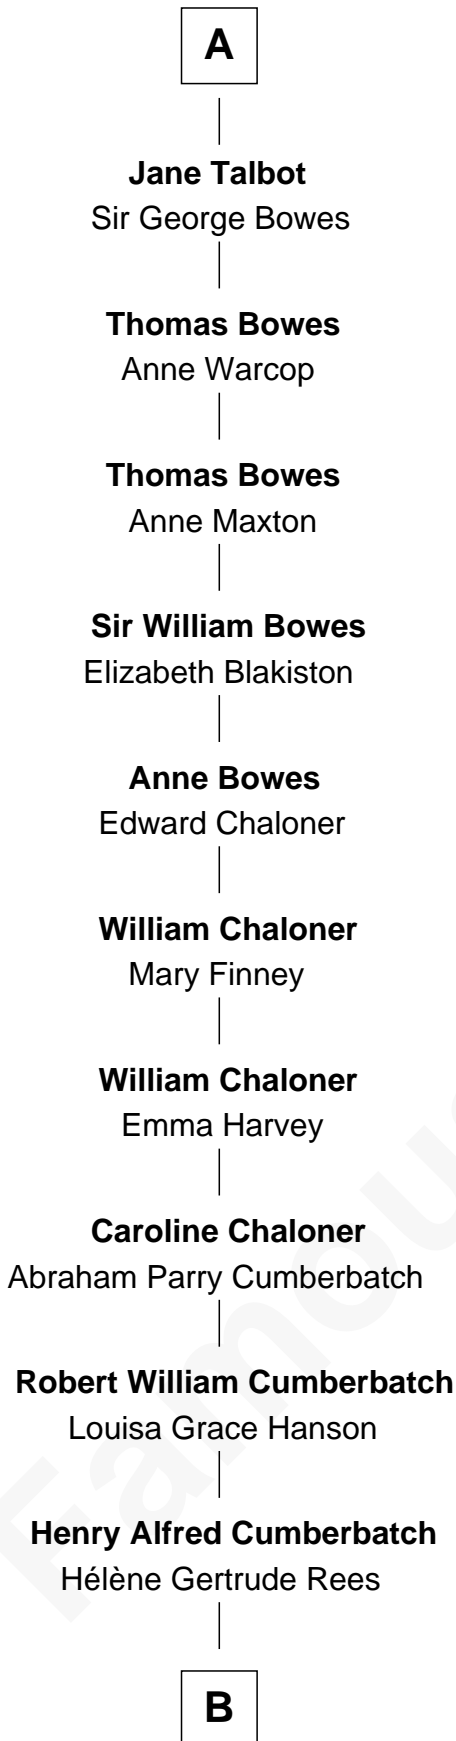 A
Jane Talbot
Sir George Bowes
Thomas Bowes
Anne Warcop
Thomas Bowes
Anne Maxton
Sir William Bowes
Elizabeth Blakiston
Anne Bowes
Edward Chaloner
William Chaloner
Mary Finney
William Chaloner
Emma Harvey
Caroline Chaloner
Abraham Parry Cumberbatch
Robert William Cumberbatch
Louisa Grace Hanson
Henry Alfred Cumberbatch
Hélène Gertrude Rees
B
Famou